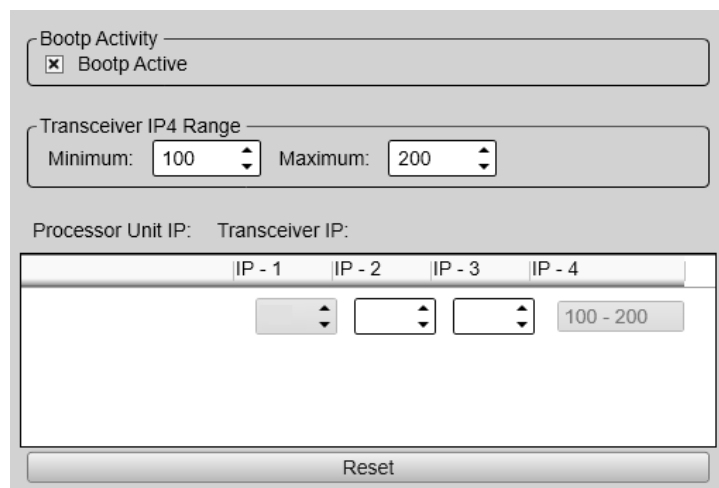 Bootp Activity
Bootp Active
Transceiver IP4 Range
Minimum: 100 Maximum: 200
Processor Unit IP: Transceiver IP:
IP - 1 IP - 2 IP - 3 IP - 4
100 - 200
Reset